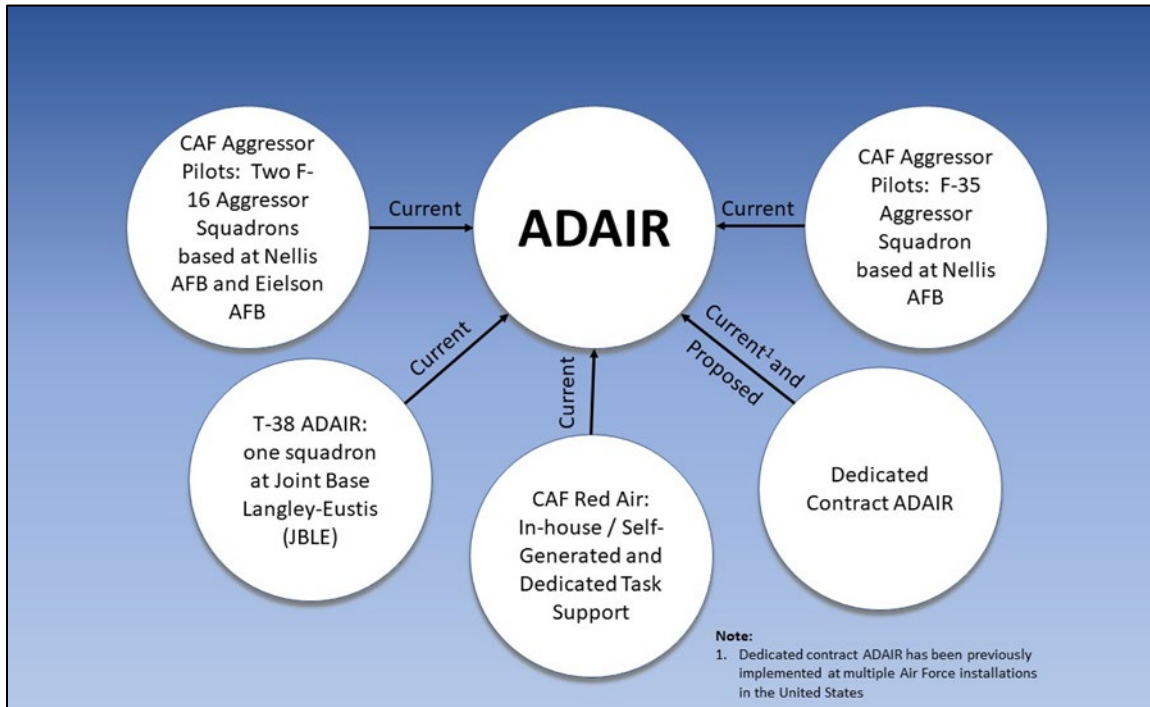 CAF Aggressor
Pilots: Two F-
16 Aggressor
Squadrons
based at Nellis
AFB and Eielson
AFB
Current
ADAIR
Current
CAF Aggressor
Pilots: F-35
Aggressor
Squadron
based at Nellis
AFB
T-38 ADAIR:
one squadron
at Joint Base
Langley-Eustis
(JBLE)
Current
CAF Red Air:
In-house / Self-
Generated and
Dedicated Task
Support
Current
Current¹ and
Proposed
Dedicated
Contract ADAIR
Note:
1. Dedicated contract ADAIR has been previously
implemented at multiple Air Force installations
in the United States